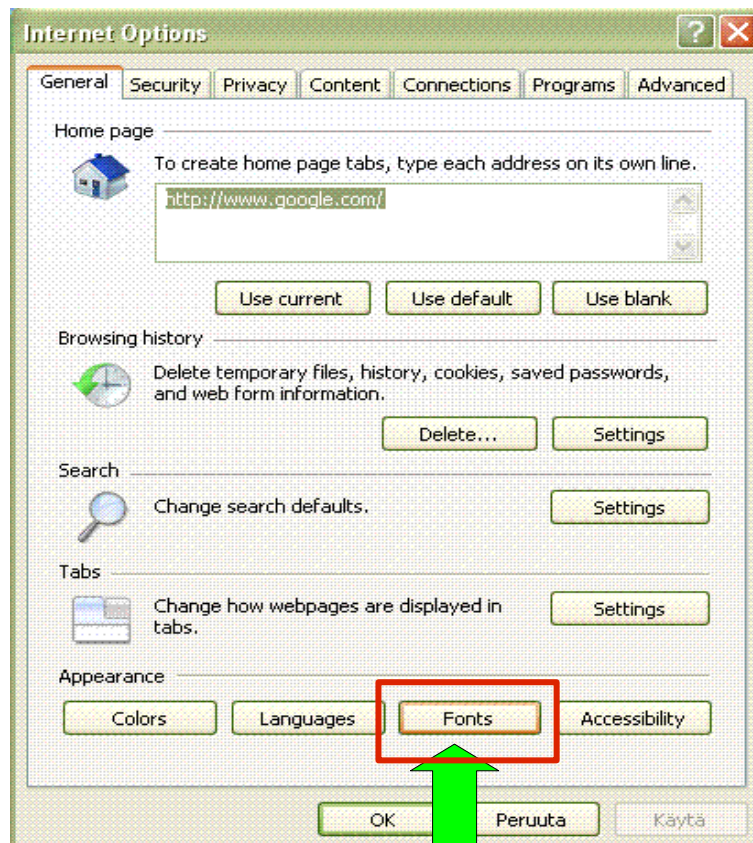 Internet Options
General Security Privacy Content Connections Programs Advanced
Home page
To create home page tabs, type each address on its own line.
http://www.google.com/
Use current Use default Use blank
Browsing history
Delete temporary files, history, cookies, saved passwords,
and web form information.
Delete... Settings
Search
Change search defaults. Settings
Tabs
Change how webpages are displayed in
tabs.
Settings
Appearance
Colors Languages Fonts Accessibility
OK Peruuta Käytä